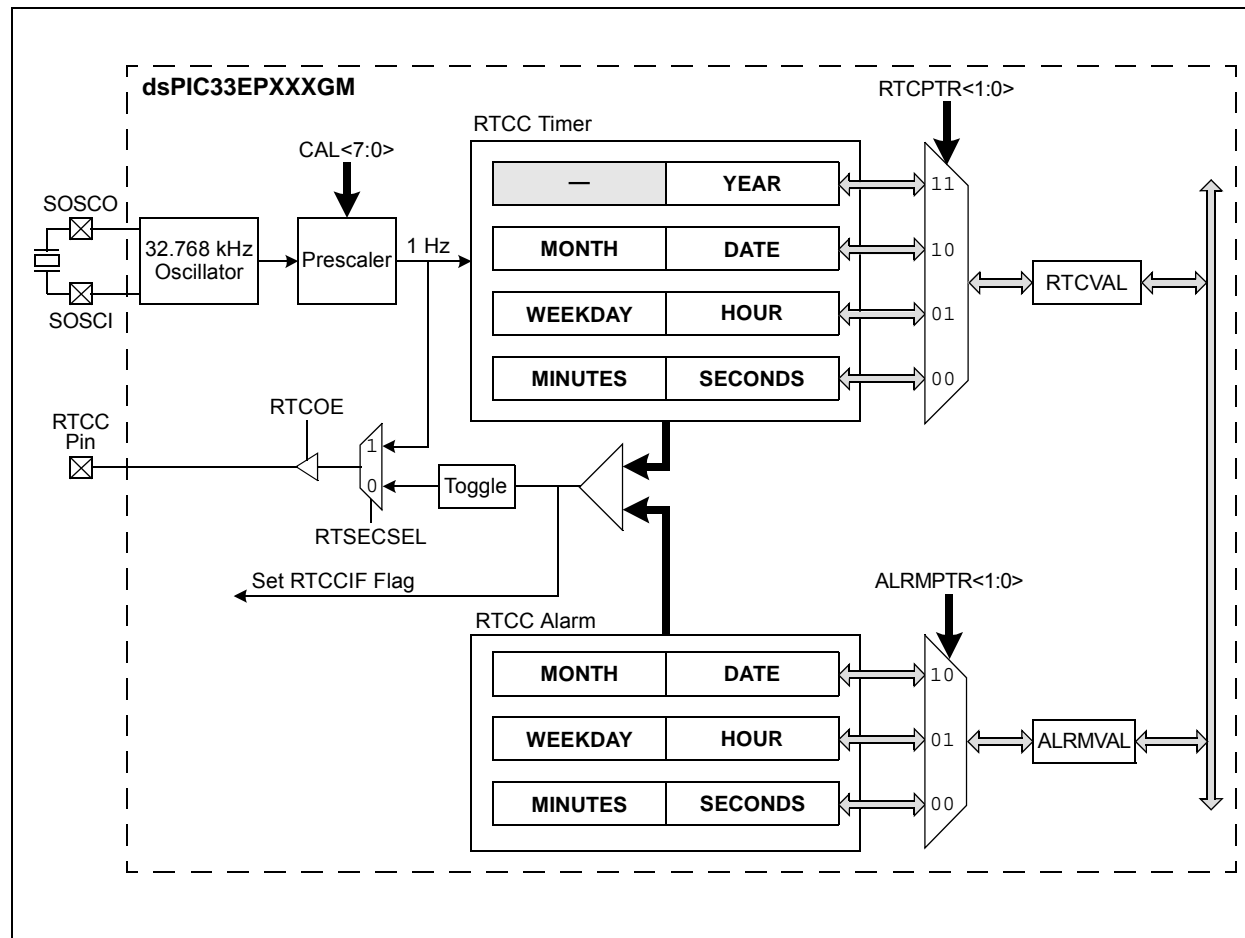 dsPIC33EPXXXGM
RTCPTR<1:0>
RTCC Timer
CAL<7:0>
—
YEAR
11
SOSCO
32.768 kHz
Oscillator
Prescaler
1 Hz
MONTH
DATE
10
RTCVAL
SOSCI
WEEKDAY
HOUR
01
MINUTES
SECONDS
00
RTCOE
RTCC
Pin
1
0
Toggle
RTSECSEL
Set RTCCIF Flag
ALRMPTR<1:0>
RTCC Alarm
MONTH
DATE
10
WEEKDAY
HOUR
01
ALRMVAL
MINUTES
SECONDS
00